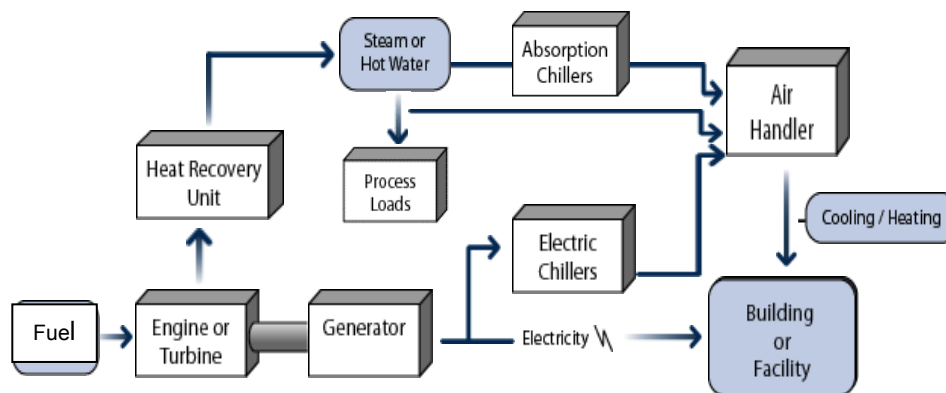 Steam or
Hot Water
Absorption
Chillers
Air
Handler
Heat Recovery
Unit
Process
Loads
Cooling / Heating
Electric
Chillers
Fuel
Engine or
Turbine
Generator
Electricity
Building
or
Facility